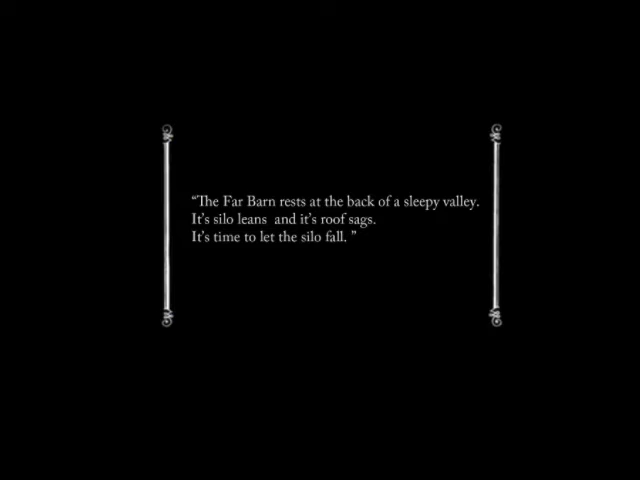 “The Far Barn rests at the back of a sleepy valley.
It's silo leans  and it's roof sags.
It's time to let the silo fall. ”